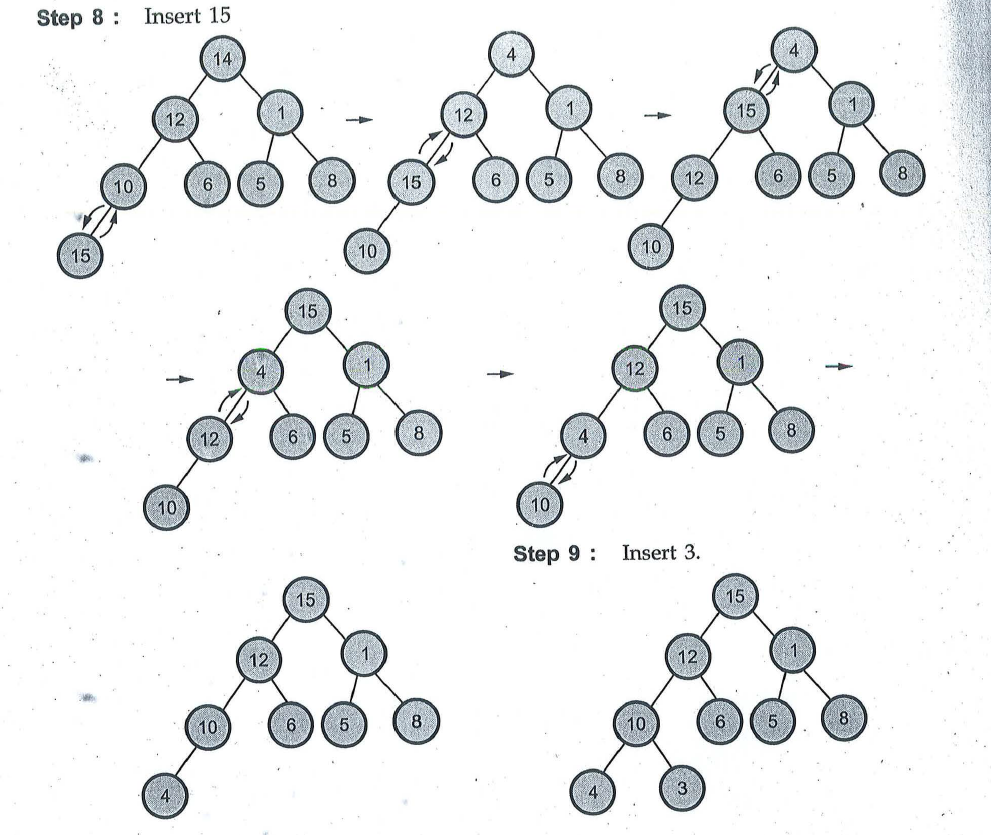 Step 8 : Insert 15
14 4 4
12 1 12 1 15 1
10 6 5 8 15 6 5 8 12 6 5 8
15 10 10
15 15
4 1 12 1
12 6 5 8 4 6 5 8
10 10
Step 9 : Insert 3.
15 15
12 1 12 1
10 6 5 8 10 6 5 8
4 4 3